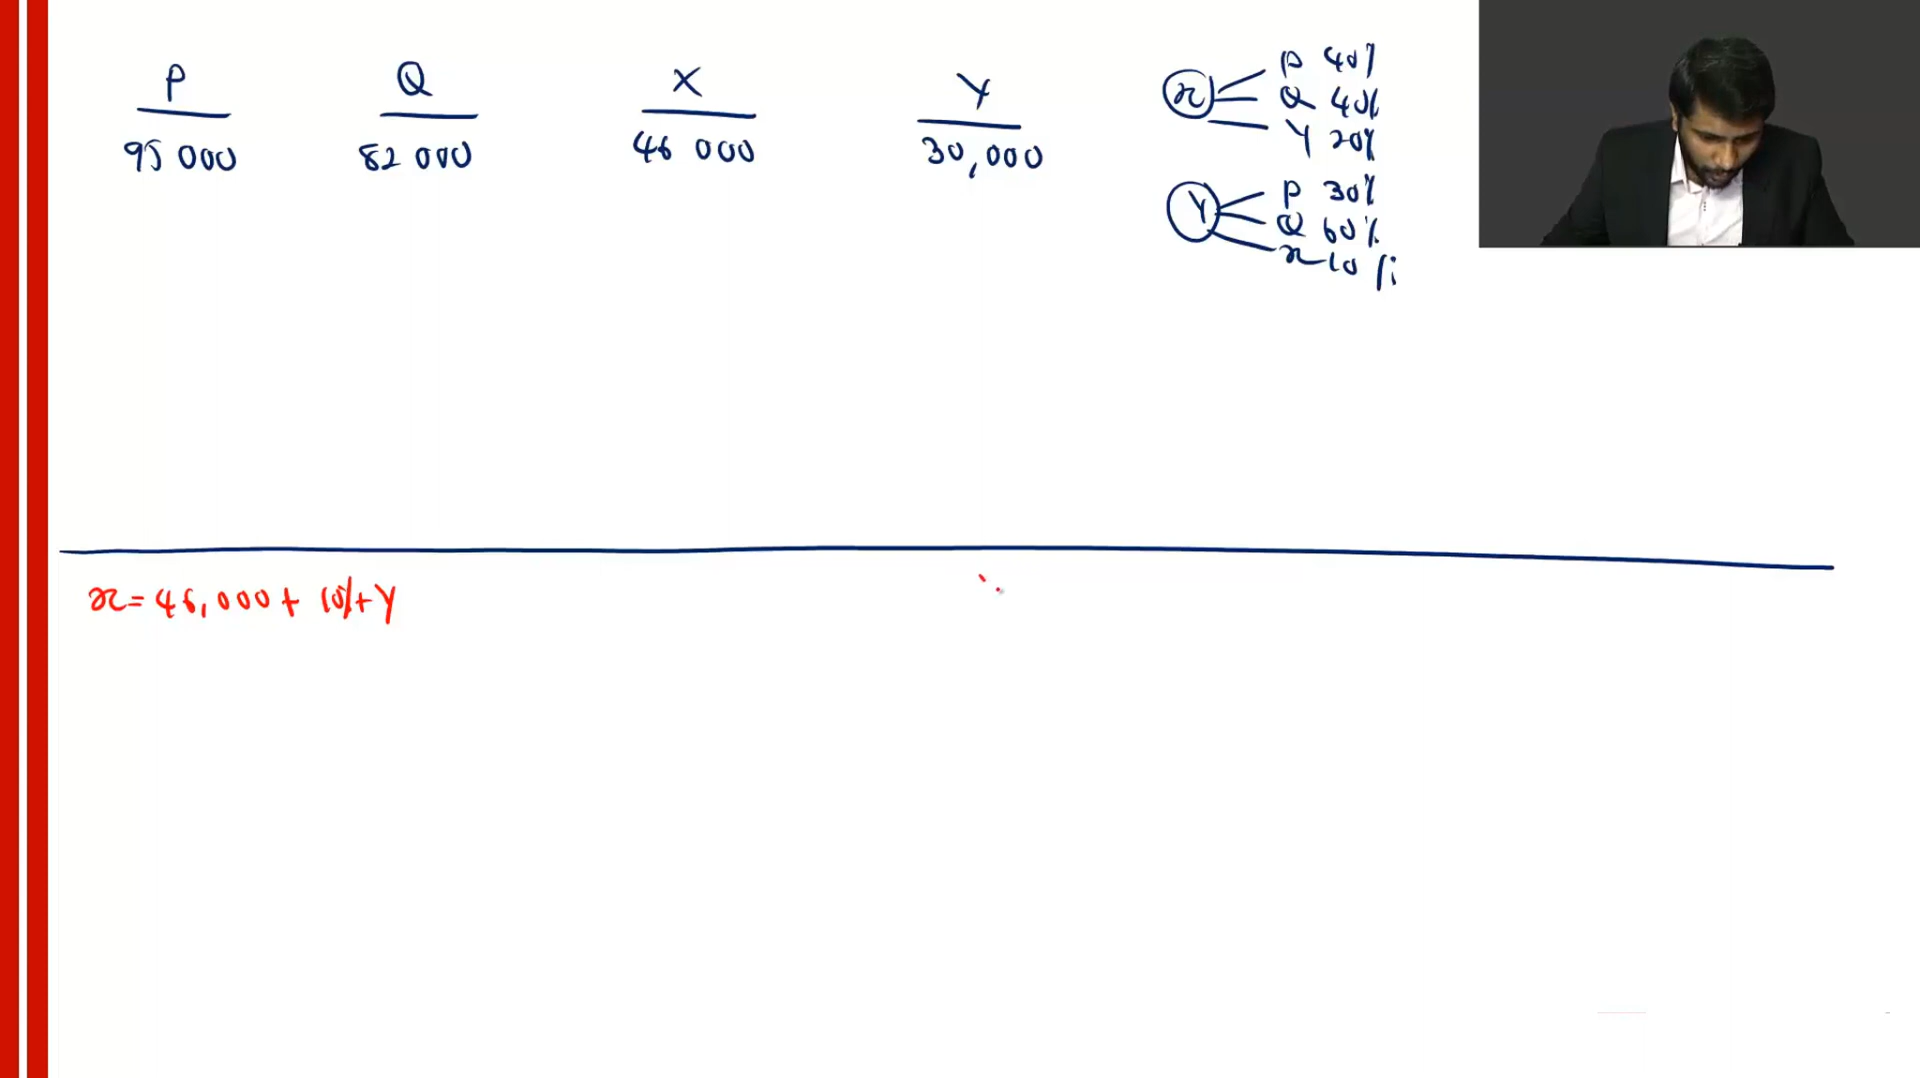 P Q X Y
95 000 82 000 46 000 30,000
x P 40%
Q 40%
Y 20%
Y P 30%
Q 60%
x 10%
x = 46,000 + 10% + Y